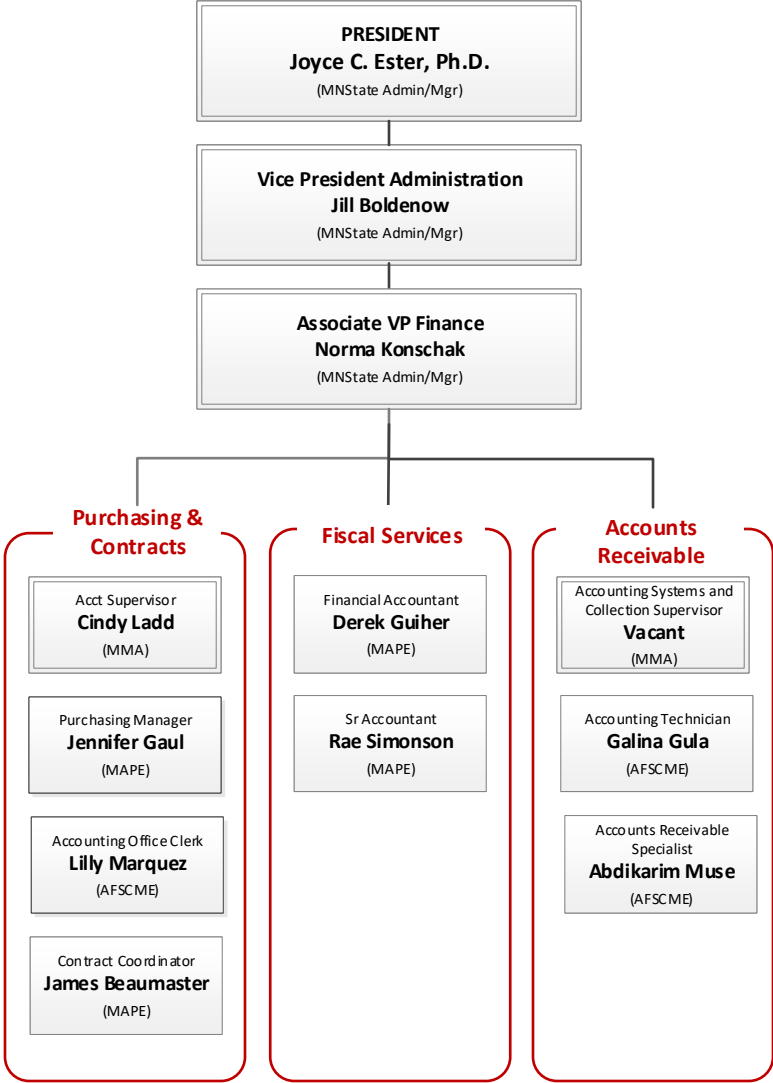 PRESIDENT
Joyce C. Ester, Ph.D.
(MNState Admin/Mgr)
Vice President Administration
Jill Boldenow
(MNState Admin/Mgr)
Associate VP Finance
Norma Konschak
(MNState Admin/Mgr)
Purchasing &
Contracts
Acct Supervisor
Cindy Ladd
(MMA)
Purchasing Manager
Jennifer Gaul
(MAPE)
Accounting Office Clerk
Lilly Marquez
(AFSCME)
Contract Coordinator
James Beaumaster
(MAPE)
Fiscal Services
Financial Accountant
Derek Guiher
(MAPE)
Sr Accountant
Rae Simonson
(MAPE)
Accounts
Receivable
Accounting Systems and
Collection Supervisor
Vacant
(MMA)
Accounting Technician
Galina Gula
(AFSCME)
Accounts Receivable
Specialist
Abdikarim Muse
(AFSCME)